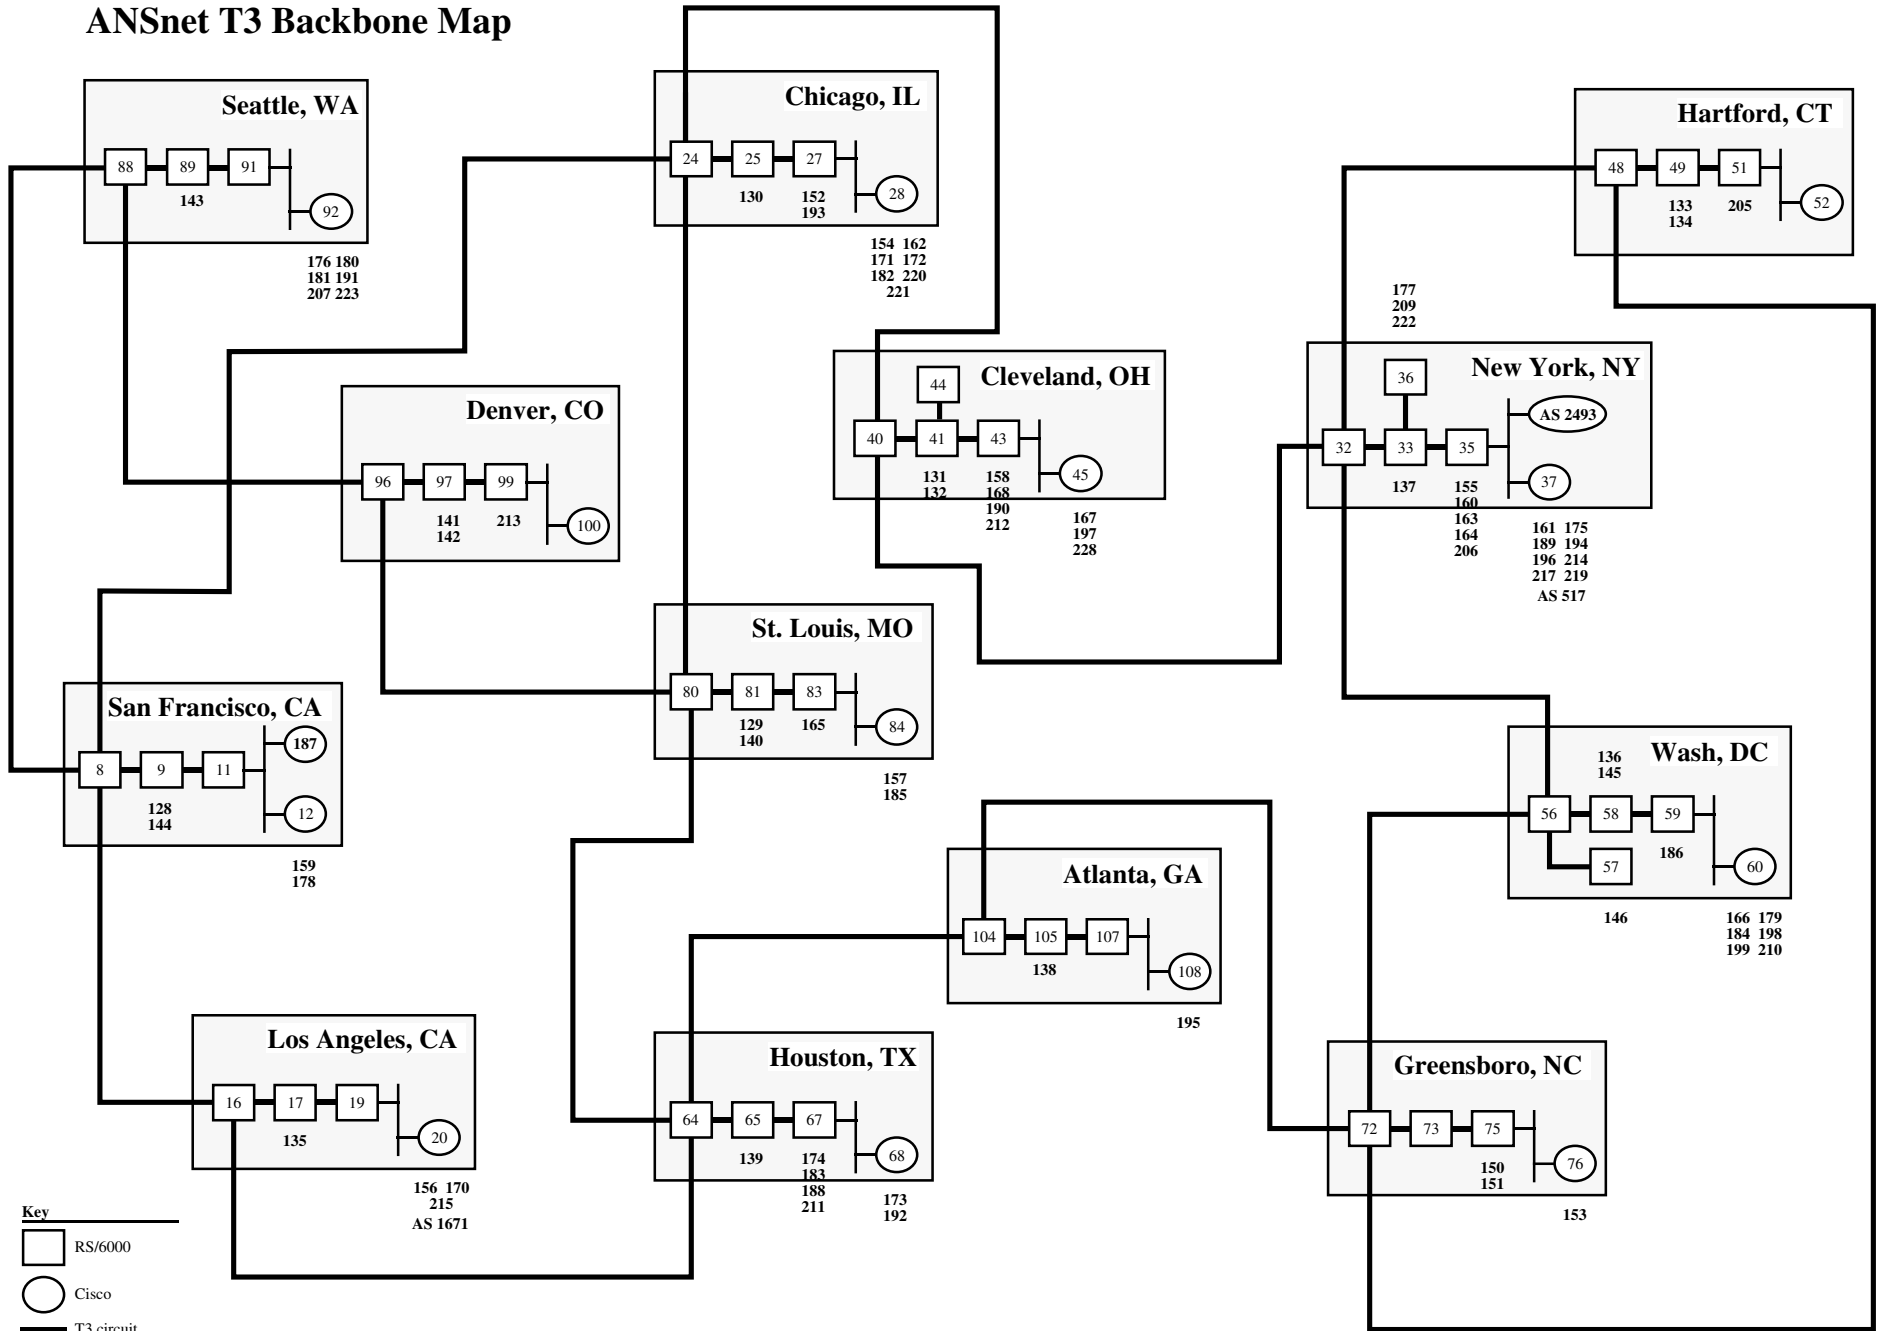 ANSnet T3 Backbone Map
Seattle, WA
88 89 91
143
92
176 180
181 191
207 223
Chicago, IL
24 25 27
130 152
193
28
154 162
171 172
182 220
221
Hartford, CT
48 49 51
133 205
134
52
Denver, CO
96 97 99
141 213
142
100
Cleveland, OH
44
40 41 43
131 158
132 168
190
212
45
167
197
228
177
209
222
New York, NY
36
AS 2493
32 33 35
37
137 155
160
163
164
206
161 175
189 194
196 214
217 219
AS 517
St. Louis, MO
80 81 83
129 165
140
84
157
185
San Francisco, CA
187
8 9 11
128
144
12
159
178
Wash, DC
136
145
56 58 59
186
57
60
146
166 179
184 198
199 210
Atlanta, GA
104 105 107
138
108
195
Los Angeles, CA
16 17 19
135
20
156 170
215
AS 1671
Houston, TX
64 65 67
139 174
183
188
211
68
173
192
Greensboro, NC
72 73 75
150
151
76
153
Key
RS/6000
Cisco
T3 circuit